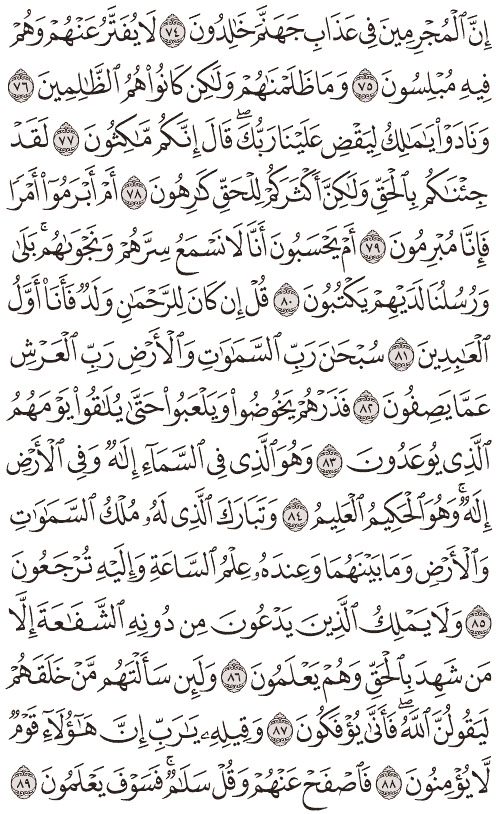 إِنَّ ٱلْمُجْرِمِينَ فِى عَذَابِ جَهَنَّمَ خَٰلِدُونَ ٧٤ لَا يُفَتَّرُ عَنْهُمْ وَهُمْ
فِيهِ مُبْلِسُونَ ٧٥ وَمَا ظَلَمْنَٰهُمْ وَلَٰكِن كَانُوا۟ هُمُ ٱلظَّٰلِمِينَ ٧٦
وَنَادَوْا۟ يَٰمَٰلِكُ لِيَقْضِ عَلَيْنَا رَبُّكَۖ قَالَ إِنَّكُم مَّٰكِثُونَ ٧٧ لَقَدْ
جِئْنَٰكُم بِٱلْحَقِّ وَلَٰكِنَّ أَكْثَرَكُمْ لِلْحَقِّ كَٰرِهُونَ ٧٨ أَمْ أَبْرَمُوٓا۟ أَمْرًا
فَإِنَّا مُبْرِمُونَ ٧٩ أَمْ يَحْسَبُونَ أَنَّا لَا نَسْمَعُ سِرَّهُمْ وَنَجْوَىٰهُمۚ بَلَىٰ
وَرُسُلُنَا لَدَيْهِمْ يَكْتُبُونَ ٨٠ قُلْ إِن كَانَ لِلرَّحْمَٰنِ وَلَدٌ فَأَنَا۠ أَوَّلُ
ٱلْعَٰبِدِينَ ٨١ سُبْحَٰنَ رَبِّ ٱلسَّمَٰوَٰتِ وَٱلْأَرْضِ رَبِّ ٱلْعَرْشِ
عَمَّا يَصِفُونَ ٨٢ فَذَرْهُمْ يَخُوضُوا۟ وَيَلْعَبُوا۟ حَتَّىٰ يُلَٰقُوا۟ يَوْمَهُمُ
ٱلَّذِى يُوعَدُونَ ٨٣ وَهُوَ ٱلَّذِى فِى ٱلسَّمَآءِ إِلَٰهٌ وَفِى ٱلْأَرْضِ
إِلَٰهٌۚ وَهُوَ ٱلْحَكِيمُ ٱلْعَلِيمُ ٨٤ وَتَبَارَكَ ٱلَّذِى لَهُۥ مُلْكُ ٱلسَّمَٰوَٰتِ
وَٱلْأَرْضِ وَمَا بَيْنَهُمَا وَعِندَهُۥ عِلْمُ ٱلسَّاعَةِ وَإِلَيْهِ تُرْجَعُونَ
٨٥ وَلَا يَمْلِكُ ٱلَّذِينَ يَدْعُونَ مِن دُونِهِ ٱلشَّفَٰعَةَ إِلَّا
مَن شَهِدَ بِٱلْحَقِّ وَهُمْ يَعْلَمُونَ ٨٦ وَلَئِن سَأَلْتَهُم مَّنْ خَلَقَهُمْ
لَيَقُولُنَّ ٱللَّهُۖ فَأَنَّىٰ يُؤْفَكُونَ ٨٧ وَقِيلِهِۦ يَٰرَبِّ إِنَّ هَٰٓؤُلَآءِ قَوْمٌ
لَّا يُؤْمِنُونَ ٨٨ فَٱصْفَحْ عَنْهُمْ وَقُلْ سَلَٰمٌۚ فَسَوْفَ يَعْلَمُونَ ٨٩